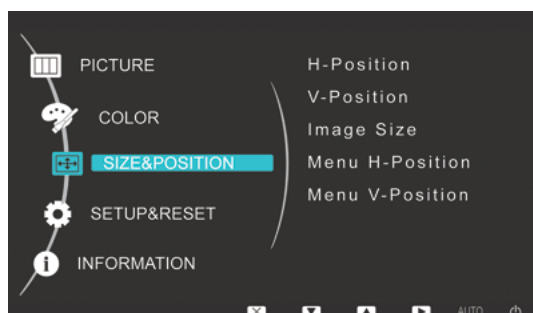 PICTURE
COLOR
SIZE&POSITION
SETUP&RESET
INFORMATION
H-Position
V-Position
Image Size
Menu H-Position
Menu V-Position
AUTO